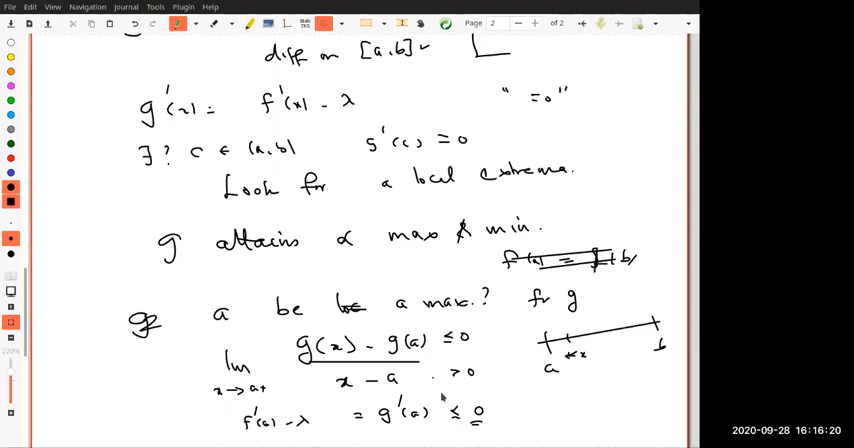 File Edit View Navigation Journal Tools Plugin Help
Page 2 of 2
diff on [a,b]
g'(x) = f'(x) - λ " =0"
∃? c ∈ (a,b) g'(c) = 0
Look for a local extrema.
g attains a max & min.
f(a) = f(b)
a be a max.? for g
lim x→a+ g(x) - g(a) ≤ 0
x - a > 0
a x b
f'(a) - λ = g'(a) ≤ 0
220%
2020-09-28 16:16:20